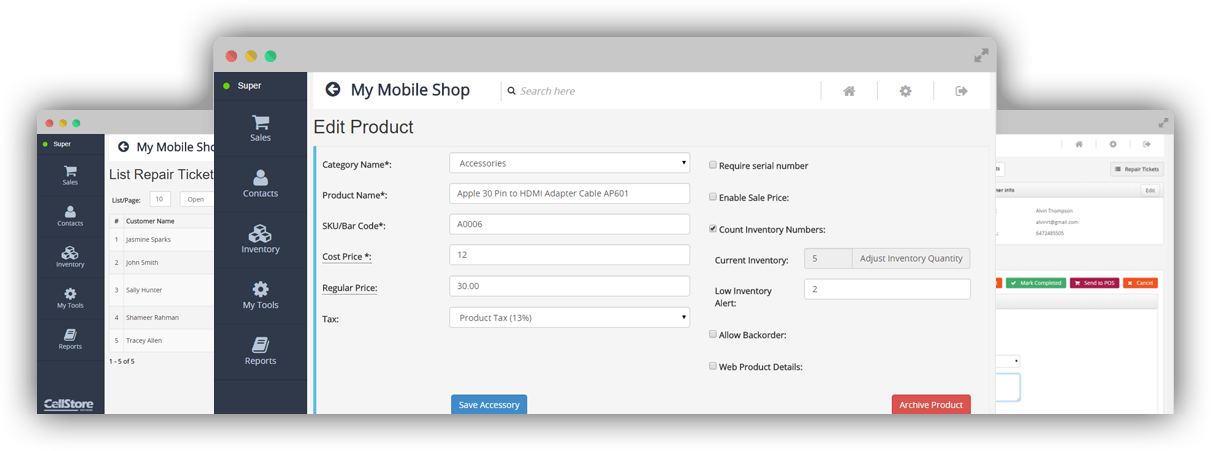 Super
My Mobile Shop
Search here
Sales
Contacts
Inventory
My Tools
Reports
Edit Product
Category Name*:
Accessories
Product Name*:
Apple 30 Pin to HDMI Adapter Cable AP601
SKU/Bar Code*:
A0006
Cost Price *:
12
Regular Price:
30.00
Tax:
Product Tax (13%)
Require serial number
Enable Sale Price:
Count Inventory Numbers:
Current Inventory:
5
Adjust Inventory Quantity
Low Inventory
Alert:
2
Allow Backorder:
Web Product Details:
Save Accessory
Archive Product
Super
My Mobile Sho
Sales
Contacts
Inventory
My Tools
Reports
CellStore
List Repair Ticket
List/Page:
10
Open
# Customer Name
1 Jasmine Sparks
2 John Smith
3 Sally Hunter
4 Shameer Rahman
5 Tracey Allen
1 - 5 of 5
Repair Tickets
Info
Edit
Alvin Thompson
alvinrt@gmail.com
6472485505
Mark Completed
Send to POS
Cancel